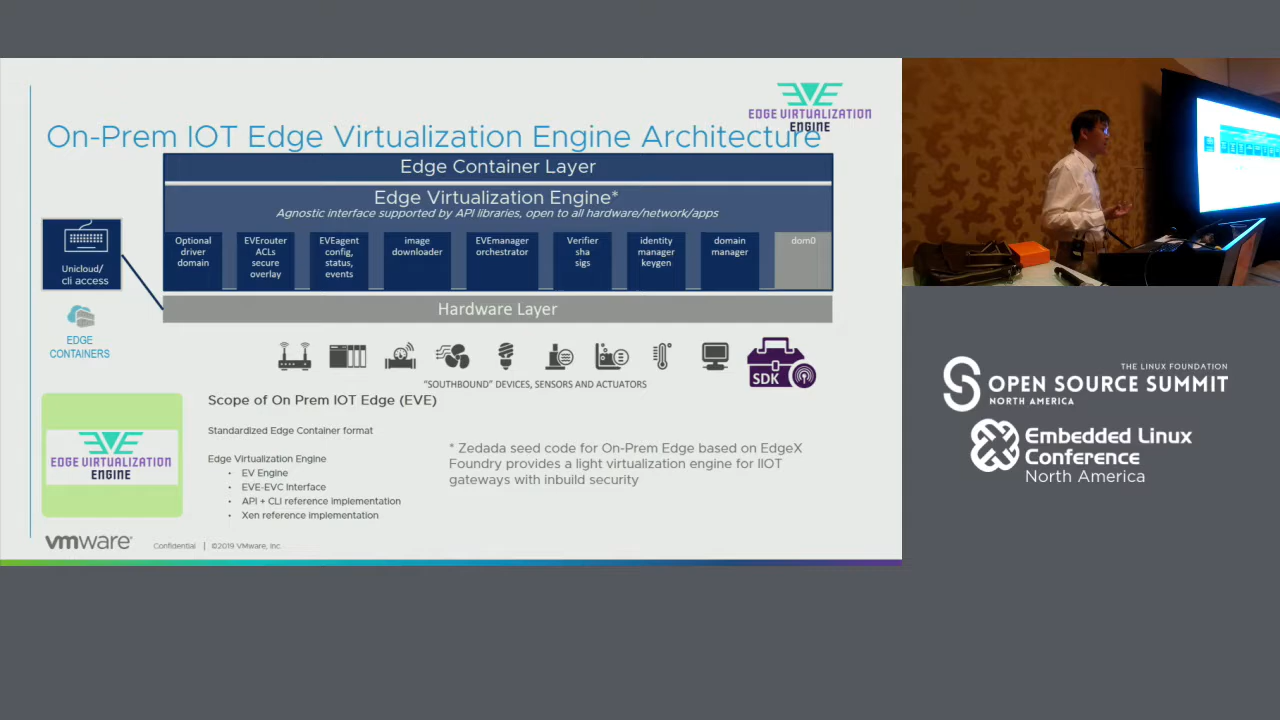 EDGE VIRTUALIZATION
ENGINE
On-Prem IOT Edge Virtualization Engine Architecture
Edge Container Layer
Edge Virtualization Engine*
Agnostic interface supported by API libraries, open to all hardware/network/apps
Optional
driver
domain
EVErouter
ACLs
secure
overlay
EVEagent
config,
status,
events
image
downloader
EVEmanager
orchestrator
Verifier
sha
sigs
identity
manager
keygen
domain
manager
dom0
Unicloud/
cli access
Hardware Layer
EDGE
CONTAINERS
SDK
"SOUTHBOUND" DEVICES, SENSORS AND ACTUATORS
Scope of On Prem IOT Edge (EVE)
Standardized Edge Container format
Edge Virtualization Engine
• EV Engine
• EVE-EVC Interface
• API + CLI reference implementation
• Xen reference implementation
* Zedada seed code for On-Prem Edge based on EdgeX
Foundry provides a light virtualization engine for IIOT
gateways with inbuild security
EDGE VIRTUALIZATION
ENGINE
vmware
Confidential | ©2019 VMware, Inc.
THE LINUX FOUNDATION
OPEN SOURCE SUMMIT
NORTH AMERICA
Embedded Linux
Conference
North America